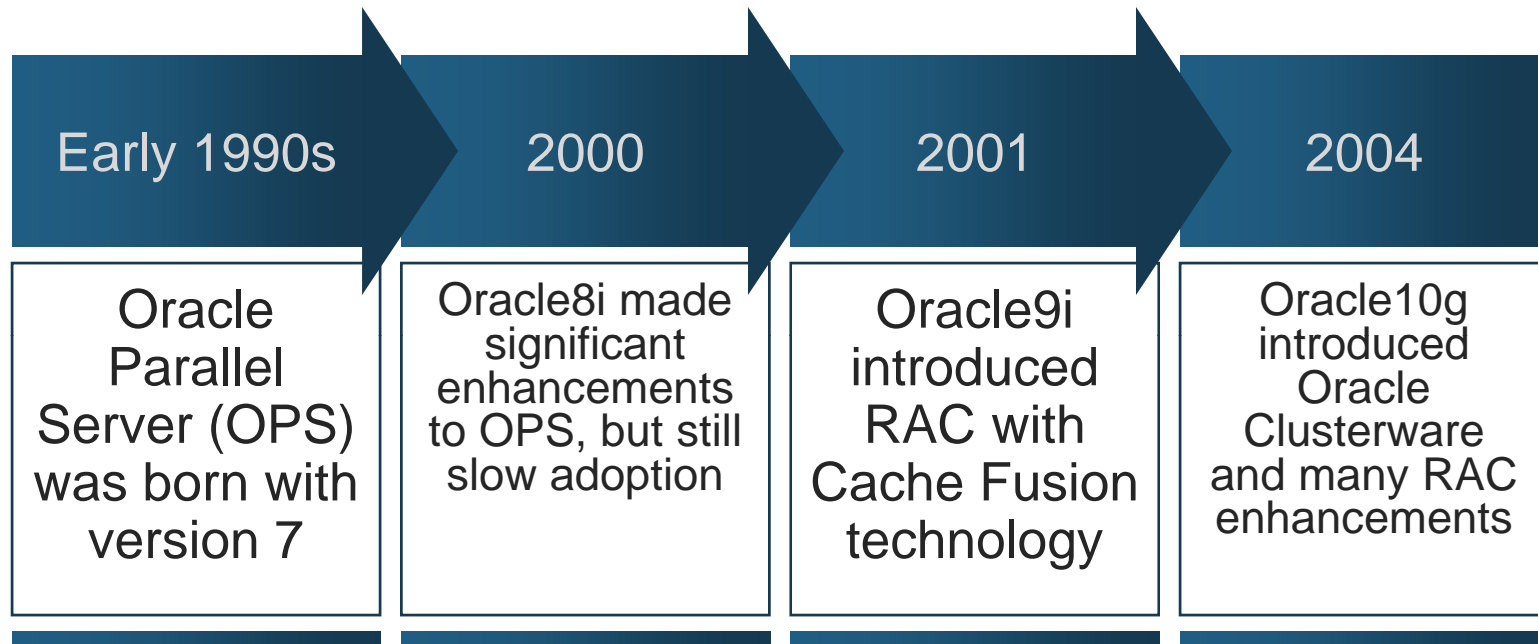 Early 1990s
2000
2001
2004
Oracle
Parallel
Server (OPS)
was born with
version 7
Oracle8i made
significant
enhancements
to OPS, but still
slow adoption
Oracle9i
introduced
RAC with
Cache Fusion
technology
Oracle10g
introduced
Oracle
Clusterware
and many RAC
enhancements